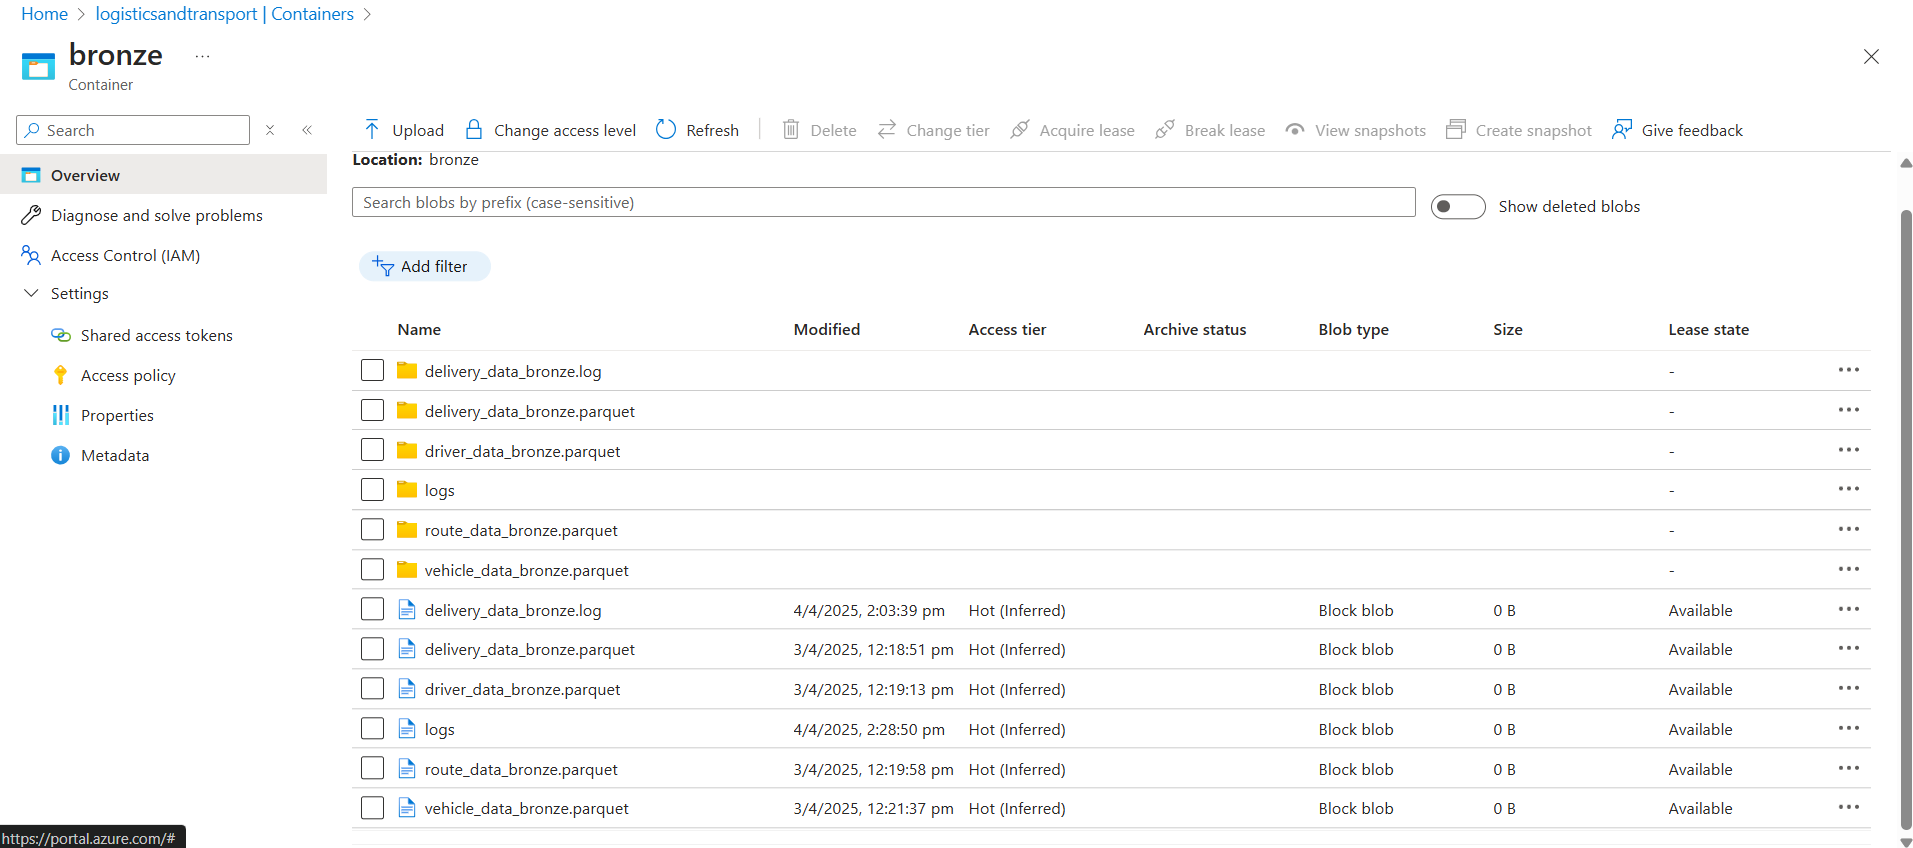 Home > logisticsandtransport | Containers >
bronze ...
Container
Search
Upload Change access level Refresh Delete Change tier Acquire lease Break lease View snapshots Create snapshot Give feedback
Overview
Diagnose and solve problems
Access Control (IAM)
Settings
Shared access tokens
Access policy
Properties
Metadata
Location: bronze
Search blobs by prefix (case-sensitive)
Show deleted blobs
Add filter
Name Modified Access tier Archive status Blob type Size Lease state
delivery_data_bronze.log -
delivery_data_bronze.parquet -
driver_data_bronze.parquet -
logs -
route_data_bronze.parquet -
vehicle_data_bronze.parquet -
delivery_data_bronze.log 4/4/2025, 2:03:39 pm Hot (Inferred) Block blob 0 B Available
delivery_data_bronze.parquet 3/4/2025, 12:18:51 pm Hot (Inferred) Block blob 0 B Available
driver_data_bronze.parquet 3/4/2025, 12:19:13 pm Hot (Inferred) Block blob 0 B Available
logs 4/4/2025, 2:28:50 pm Hot (Inferred) Block blob 0 B Available
route_data_bronze.parquet 3/4/2025, 12:19:58 pm Hot (Inferred) Block blob 0 B Available
vehicle_data_bronze.parquet 3/4/2025, 12:21:37 pm Hot (Inferred) Block blob 0 B Available
https://portal.azure.com/#